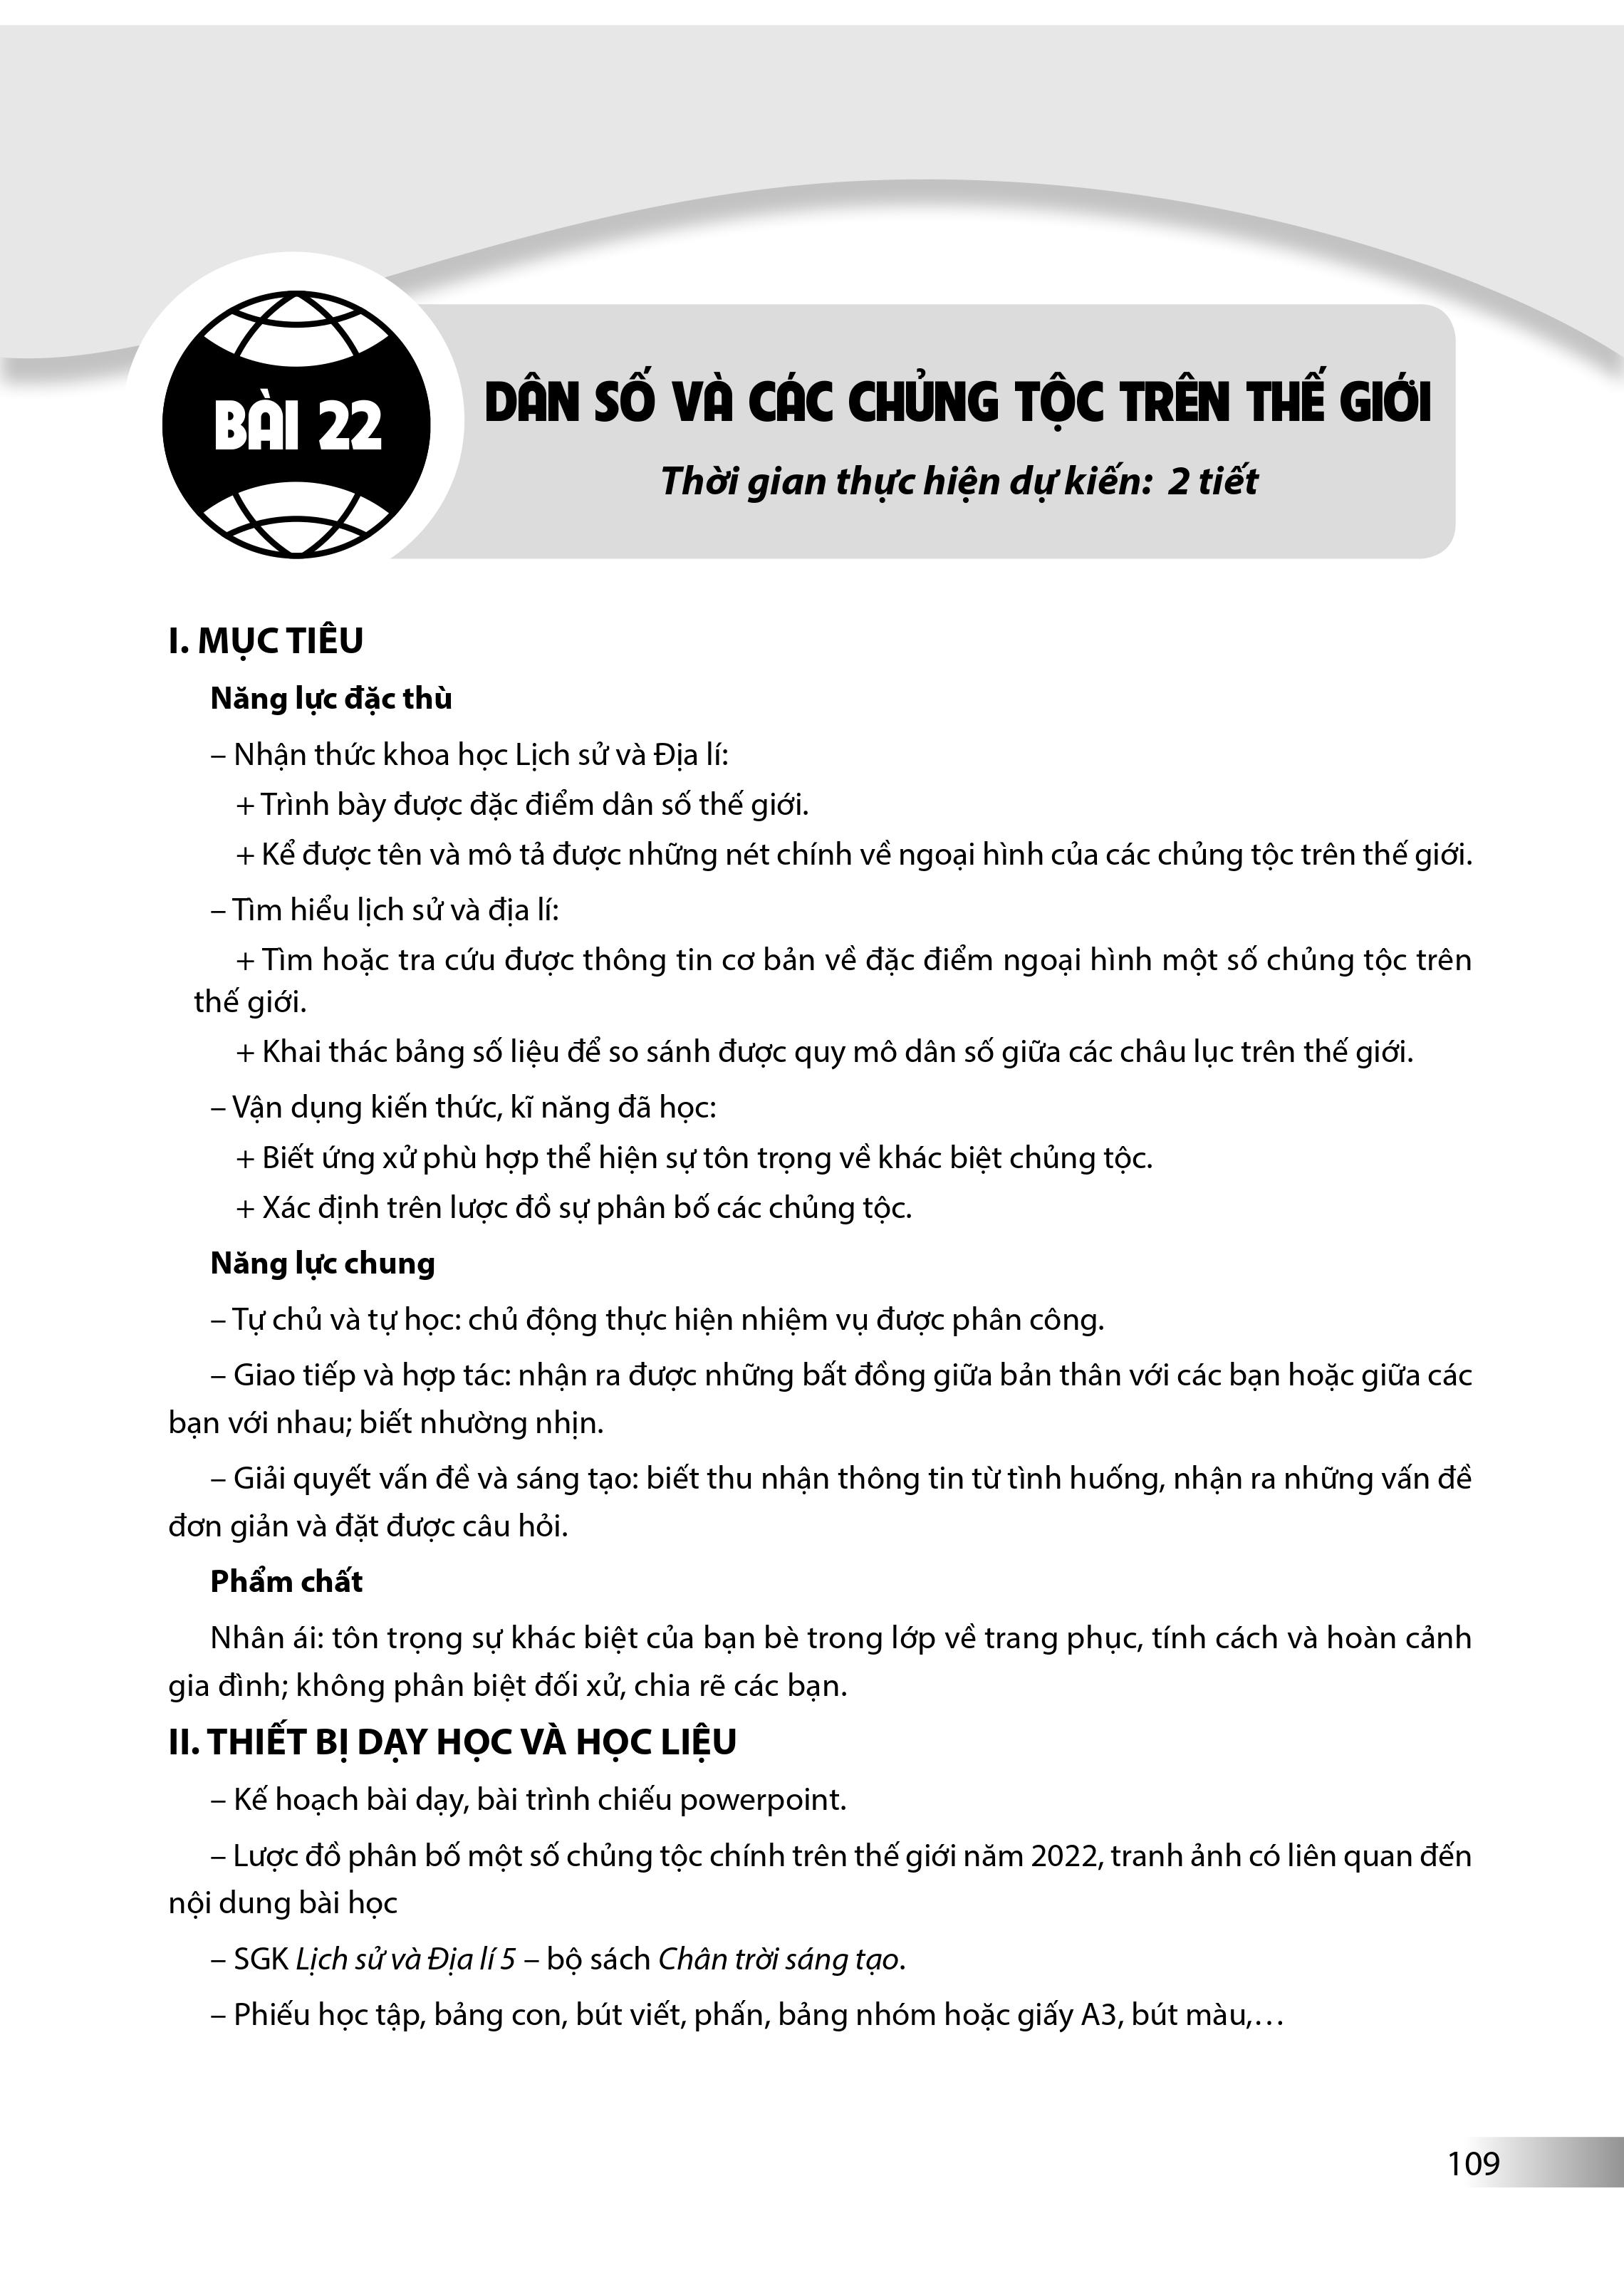 BÀI 22
DÂN SỐ VÀ CÁC CHỦNG TỘC TRÊN THẾ GIỚI
Thời gian thực hiện dự kiến: 2 tiết
I. MỤC TIÊU
Năng lực đặc thù
– Nhận thức khoa học Lịch sử và Địa lí:
+ Trình bày được đặc điểm dân số thế giới.
+ Kể được tên và mô tả được những nét chính về ngoại hình của các chủng tộc trên thế giới.
– Tìm hiểu lịch sử và địa lí:
+ Tìm hoặc tra cứu được thông tin cơ bản về đặc điểm ngoại hình một số chủng tộc trên
thế giới.
+ Khai thác bảng số liệu để so sánh được quy mô dân số giữa các châu lục trên thế giới.
– Vận dụng kiến thức, kĩ năng đã học:
+ Biết ứng xử phù hợp thể hiện sự tôn trọng về khác biệt chủng tộc.
+ Xác định trên lược đồ sự phân bố các chủng tộc.
Năng lực chung
– Tự chủ và tự học: chủ động thực hiện nhiệm vụ được phân công.
– Giao tiếp và hợp tác: nhận ra được những bất đồng giữa bản thân với các bạn hoặc giữa các
bạn với nhau; biết nhường nhịn.
– Giải quyết vấn đề và sáng tạo: biết thu nhận thông tin từ tình huống, nhận ra những vấn đề
đơn giản và đặt được câu hỏi.
Phẩm chất
Nhân ái: tôn trọng sự khác biệt của bạn bè trong lớp về trang phục, tính cách và hoàn cảnh
gia đình; không phân biệt đối xử, chia rẽ các bạn.
II. THIẾT BỊ DẠY HỌC VÀ HỌC LIỆU
– Kế hoạch bài dạy, bài trình chiếu powerpoint.
– Lược đồ phân bố một số chủng tộc chính trên thế giới năm 2022, tranh ảnh có liên quan đến
nội dung bài học
– SGK Lịch sử và Địa lí 5 – bộ sách Chân trời sáng tạo.
– Phiếu học tập, bảng con, bút viết, phấn, bảng nhóm hoặc giấy A3, bút màu,…
109